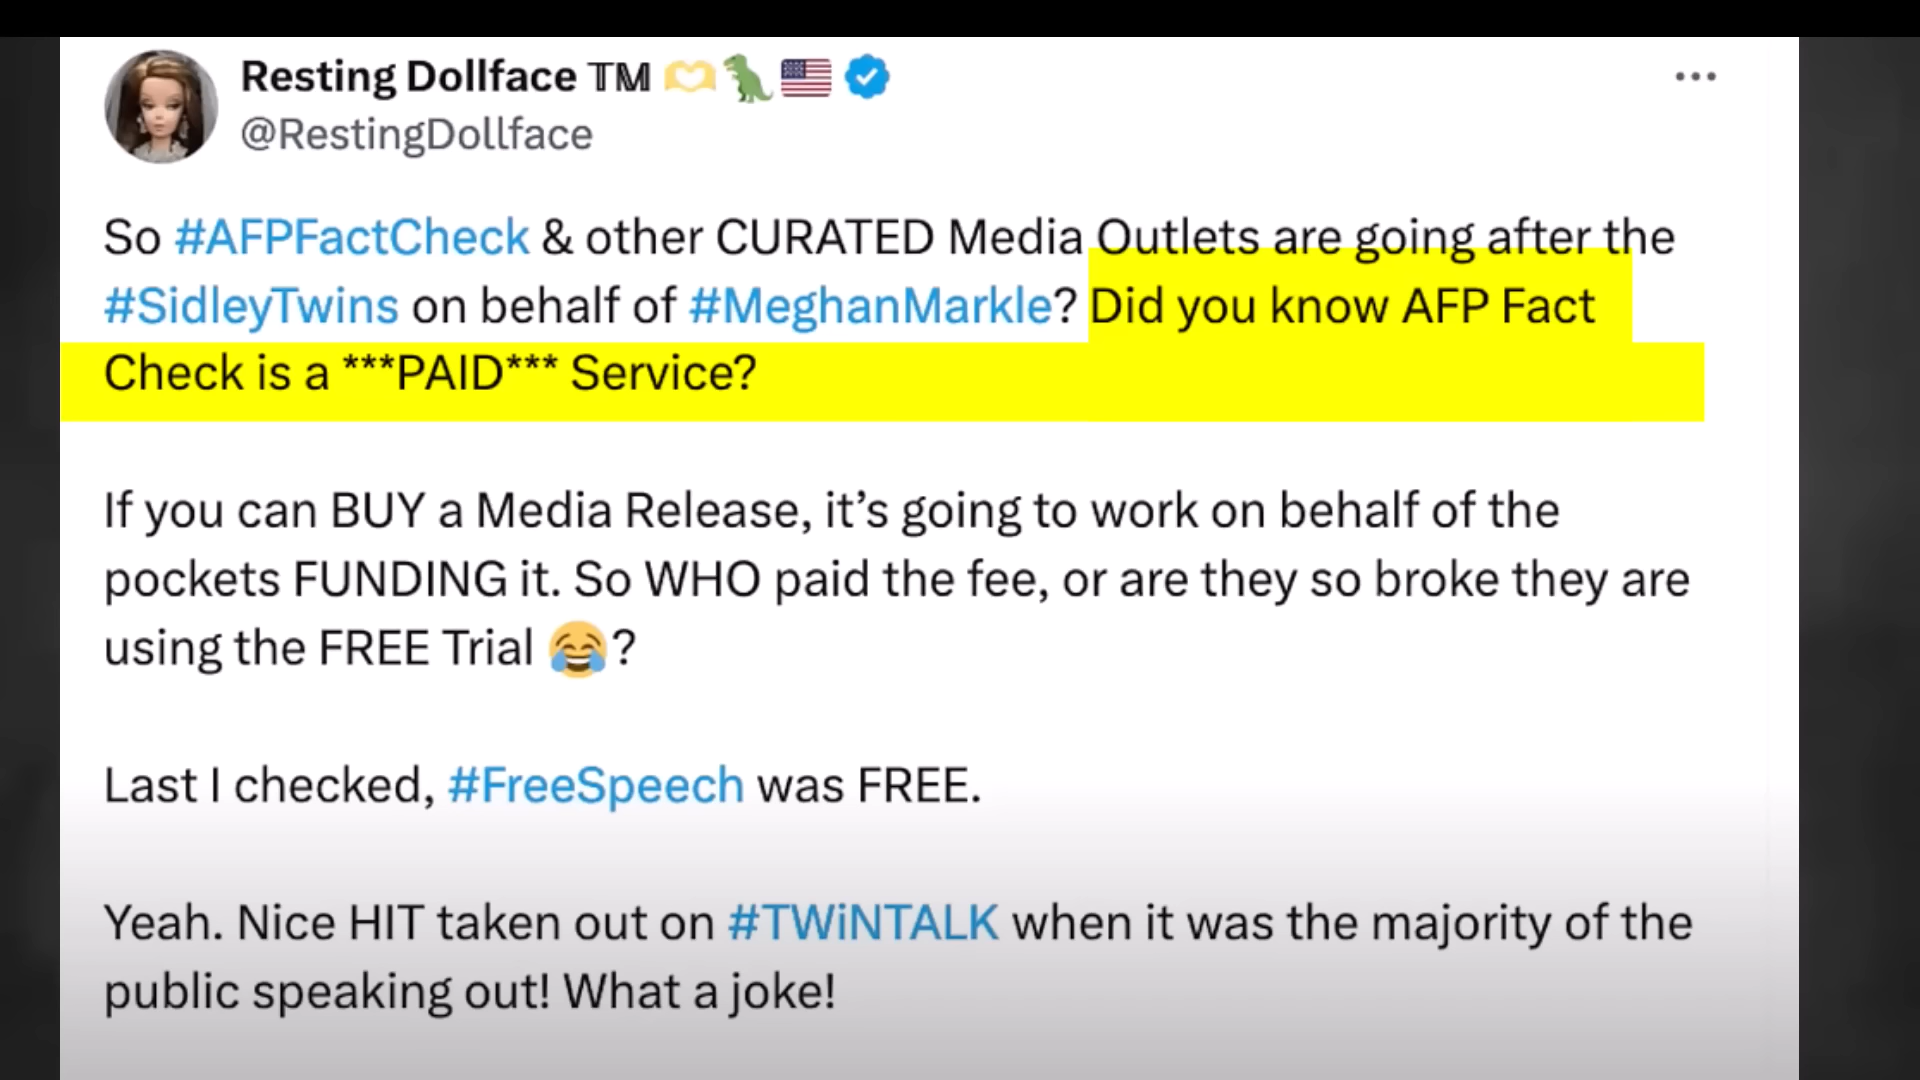 Resting Dollface TM 🫶🦖🇺🇸
@RestingDollface
So #AFPFactCheck & other CURATED Media Outlets are going after the
#SidleyTwins on behalf of #MeghanMarkle? Did you know AFP Fact
Check is a ***PAID*** Service?
If you can BUY a Media Release, it’s going to work on behalf of the
pockets FUNDING it. So WHO paid the fee, or are they so broke they are
using the FREE Trial 😂?
Last I checked, #FreeSpeech was FREE.
Yeah. Nice HIT taken out on #TWiNTALK when it was the majority of the
public speaking out! What a joke!